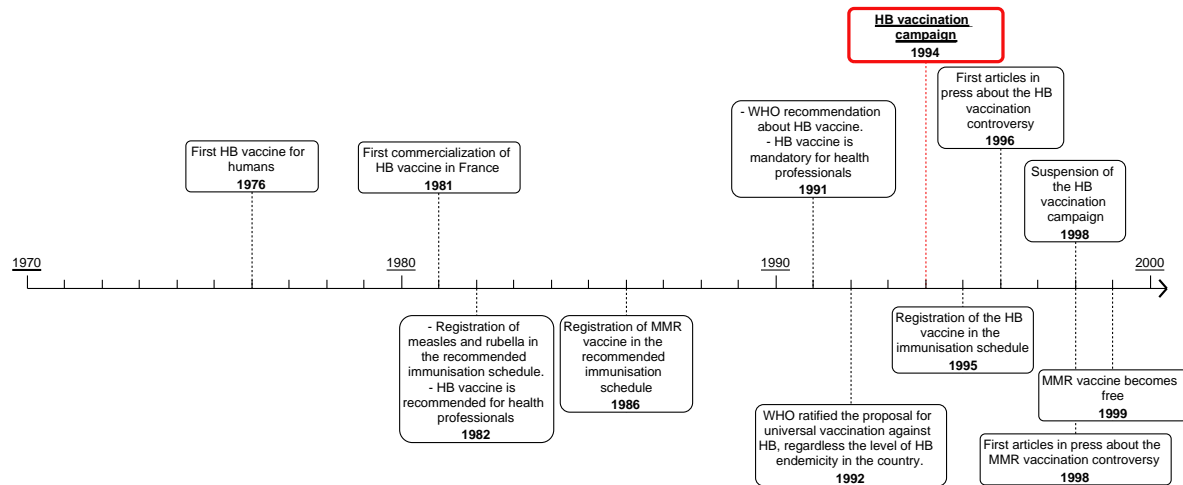 HB vaccination
campaign
1994
First articles in
press about the HB
vaccination
controversy
1996
- WHO recommendation
about HB vaccine.
- HB vaccine is
mandatory for health
professionals
1991
First HB vaccine for
humans
1976
First commercialization of
HB vaccine in France
1981
Suspension of
the HB
vaccination
campaign
1998
1970
1980
1990
2000
- Registration of
measles and rubella in
the recommended
immunisation schedule.
- HB vaccine is
recommended for health
professionals
1982
Registration of MMR
vaccine in the
recommended
immunisation
schedule
1986
Registration of the HB
vaccine in the
immunisation schedule
1995
MMR vaccine becomes
free
1999
WHO ratified the proposal for
universal vaccination against
HB, regardless the level of HB
endemicity in the country.
1992
First articles in press about the
MMR vaccination controversy
1998